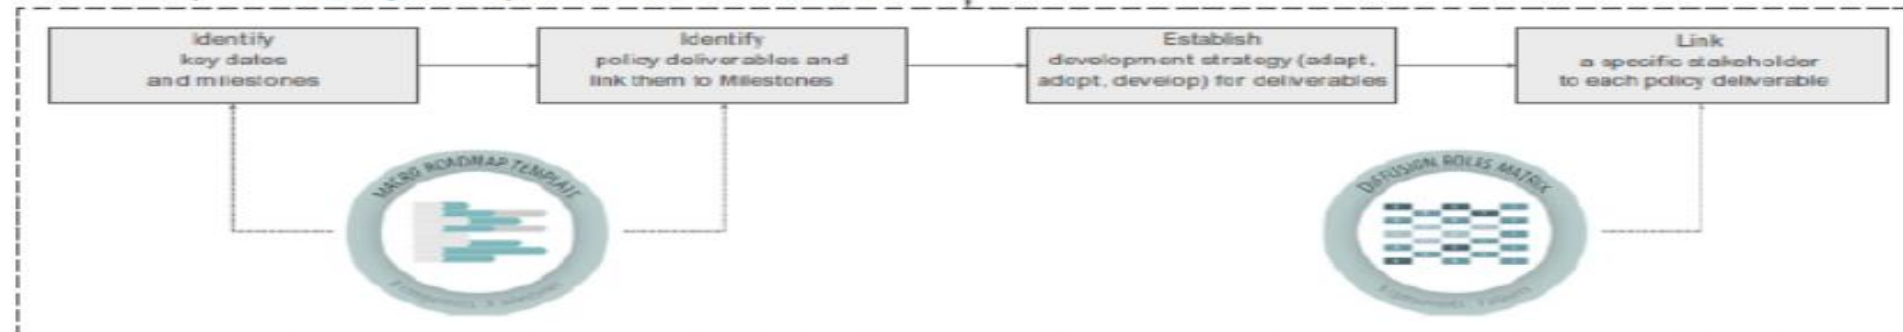 Identify
key dates
and milestones
Identify
policy deliverables and
link them to Milestones
Establish
development strategy (adapt,
adopt, develop) for deliverables
Link
a specific stakeholder
to each policy deliverable
MACRO ROADMAP TEMPLATE
DIFFUSION ROLES MATRIX